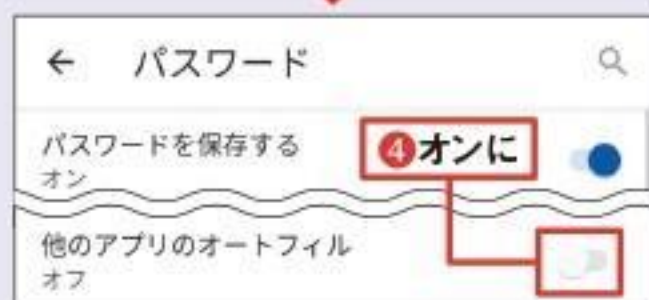 ← パスワード
パスワードを保存する
オン
❹オンに
他のアプリのオートフィル
オフ